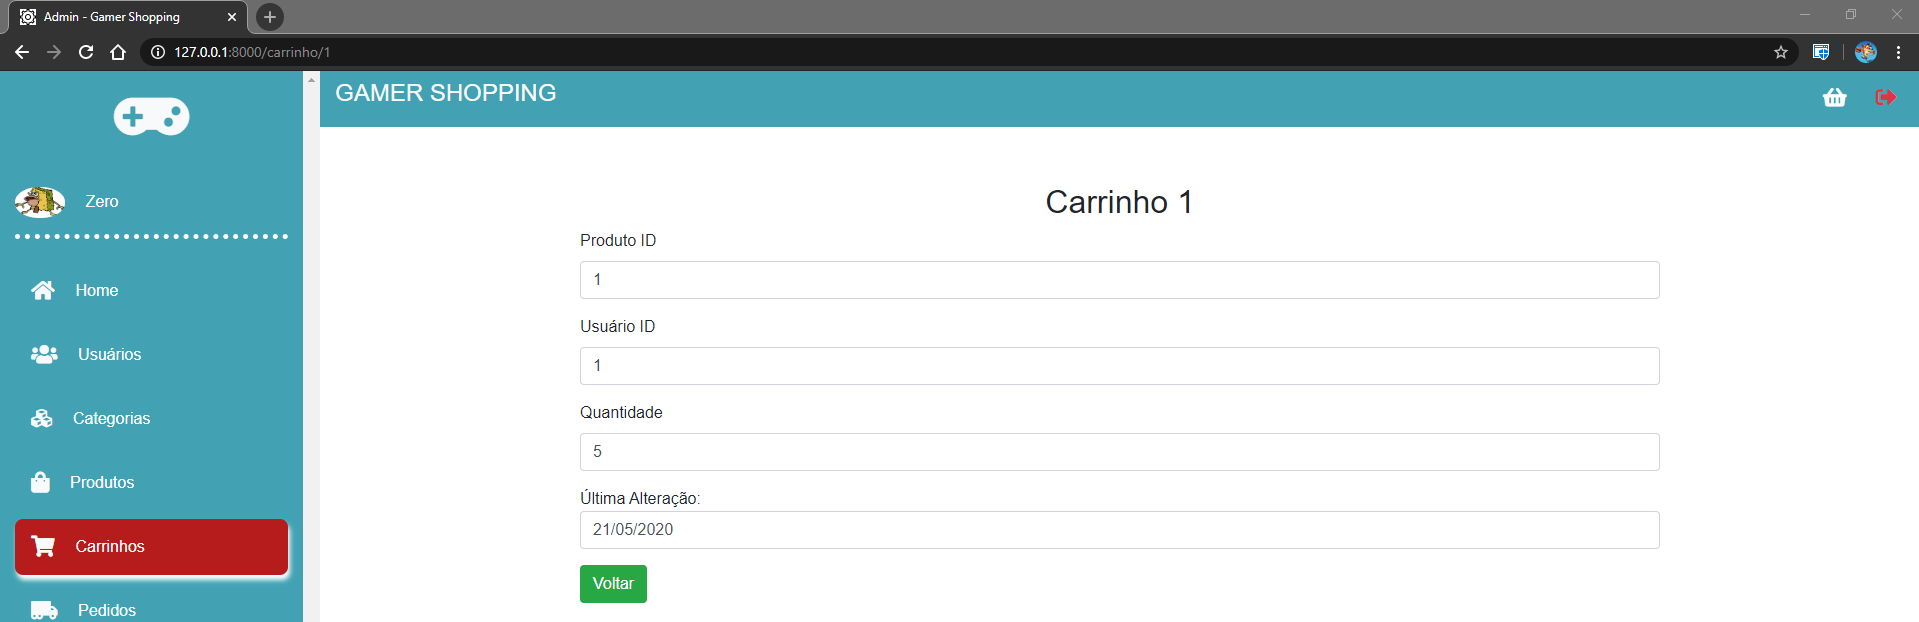 Admin - Gamer Shopping
127.0.0.1:8000/carrinho/1
GAMER SHOPPING
Zero
Home
Usuários
Categorias
Produtos
Carrinhos
Pedidos
Carrinho 1
Produto ID
1
Usuário ID
1
Quantidade
5
Última Alteração:
21/05/2020
Voltar